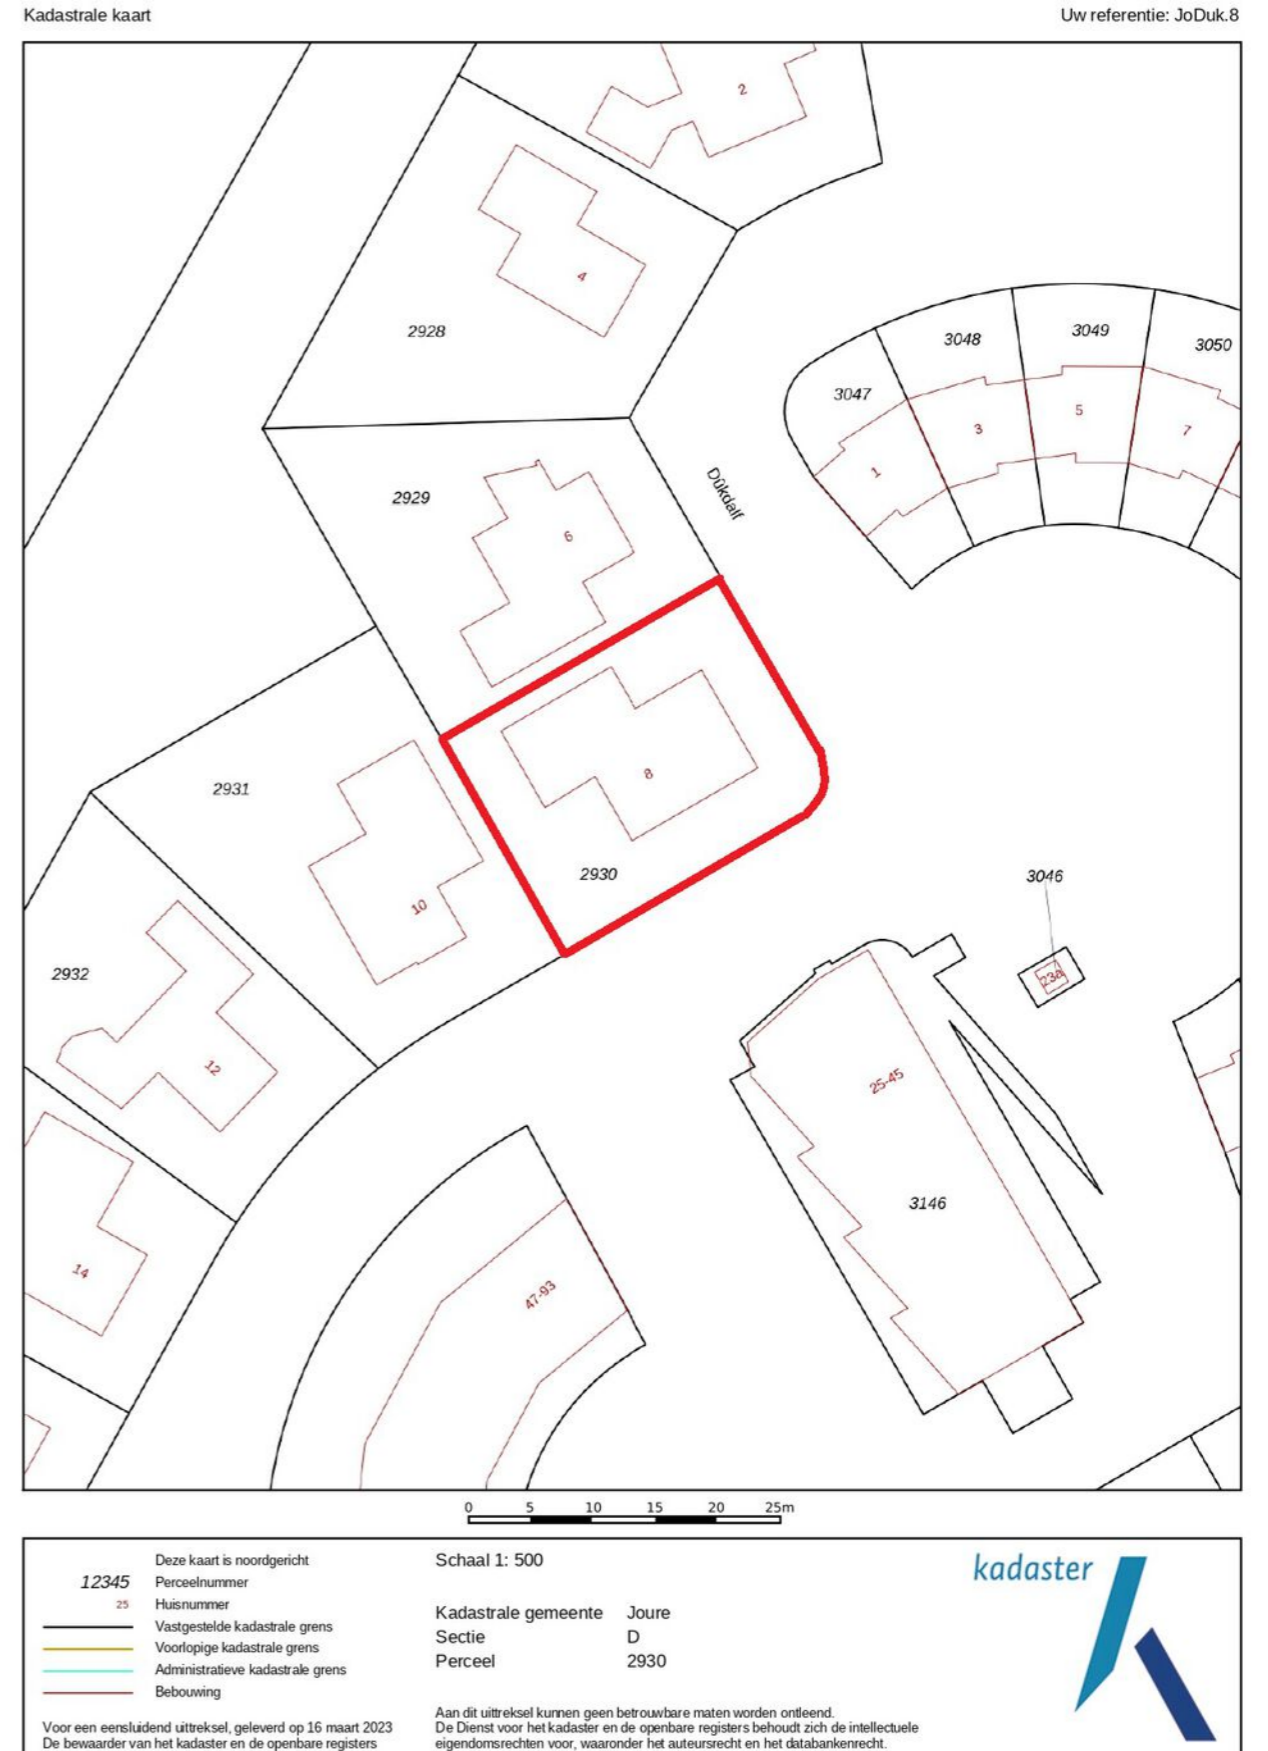 Kadastrale kaart
Uw referentie: JoDuk.8
2
4
2928
3048
3049
3050
3047
5
3
7
1
2929
Dûkdalf
6
8
2931
2930
10
3046
23a
2932
12
25-45
3146
14
47-93
0 5 10 15 20 25m
Deze kaart is noordgericht
12345 Perceelnummer
25 Huisnummer
Vastgestelde kadastrale grens
Voorlopige kadastrale grens
Administratieve kadastrale grens
Bebouwing
Voor een eensluidend uittreksel, geleverd op 16 maart 2023
De bewaarder van het kadaster en de openbare registers
Schaal 1: 500
Kadastrale gemeente Joure
Sectie D
Perceel 2930
Aan dit uittreksel kunnen geen betrouwbare maten worden ontleend.
De Dienst voor het kadaster en de openbare registers behoudt zich de intellectuele
eigendomsrechten voor, waaronder het auteursrecht en het databankenrecht.
kadaster